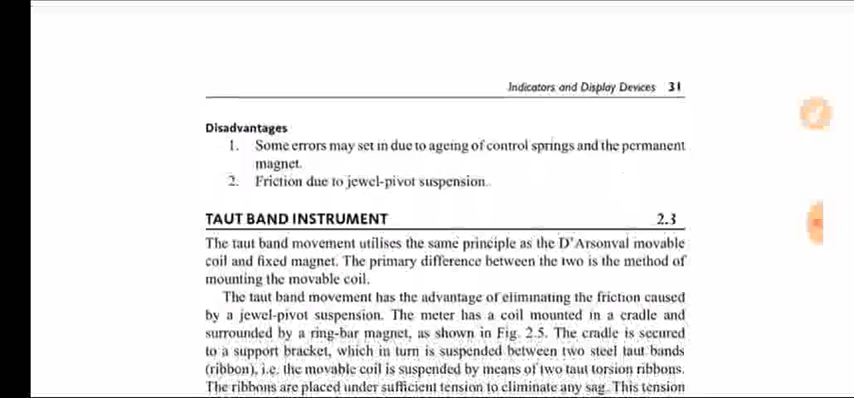 Indicators and Display Devices 31
Disadvantages
1. Some errors may set in due to ageing of control springs and the permanent
magnet.
2. Friction due to jewel-pivot suspension.
TAUT BAND INSTRUMENT 2.3
The taut band movement utilises the same principle as the D'Arsonval movable
coil and fixed magnet. The primary difference between the two is the method of
mounting the movable coil.
The taut band movement has the advantage of eliminating the friction caused
by a jewel-pivot suspension. The meter has a coil mounted in a cradle and
surrounded by a ring-bar magnet, as shown in Fig. 2.5. The cradle is secured
to a support bracket, which in turn is suspended between two steel taut bands
(ribbon), i.e. the movable coil is suspended by means of two taut torsion ribbons.
The ribbons are placed under sufficient tension to eliminate any sag. This tension